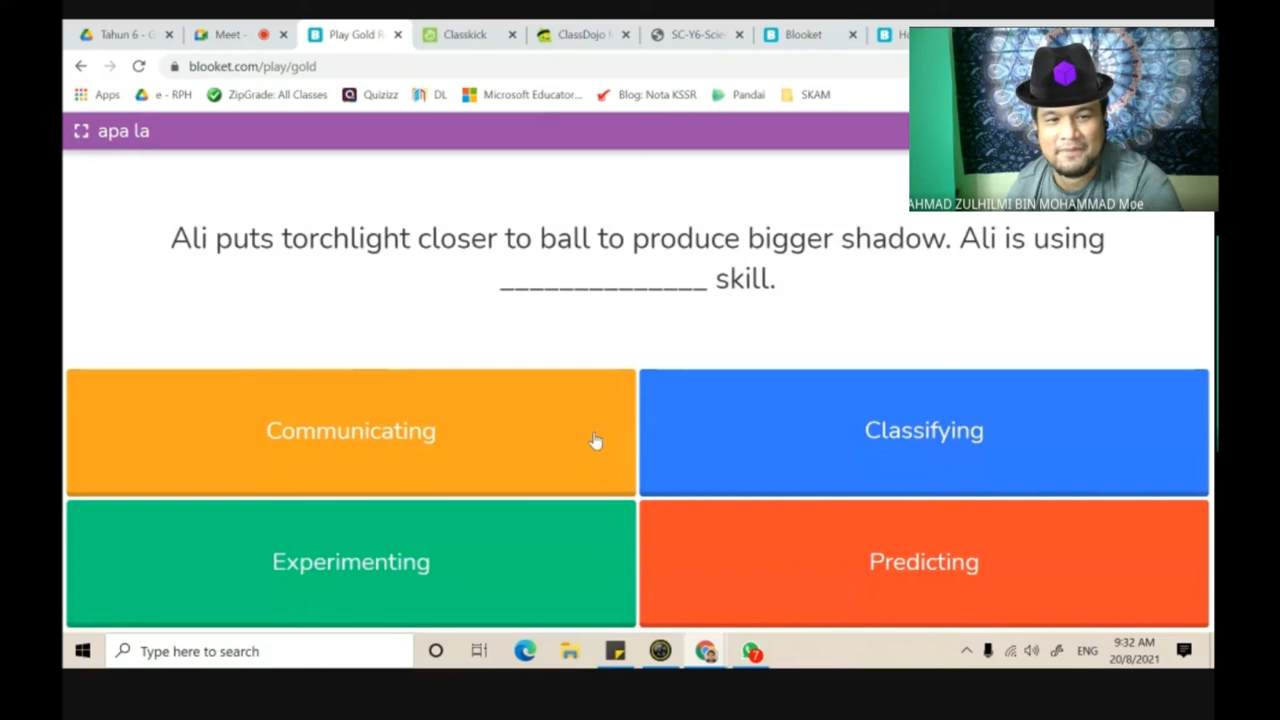 Tahun 6 - G
Meet -
Play Gold R
Classkick
ClassDojo f
SC-Y6-Scie
Blooket
blooket.com/play/gold
Apps
e - RPH
ZipGrade: All Classes
Quizizz
DL
Microsoft Educator...
Blog: Nota KSSR
Pandai
SKAM
apa la
AHMAD ZULHILMI BIN MOHAMMAD Moe
Ali puts torchlight closer to ball to produce bigger shadow. Ali is using
______________ skill.
Communicating
Classifying
Experimenting
Predicting
Type here to search
7
ENG
9:32 AM
20/8/2021